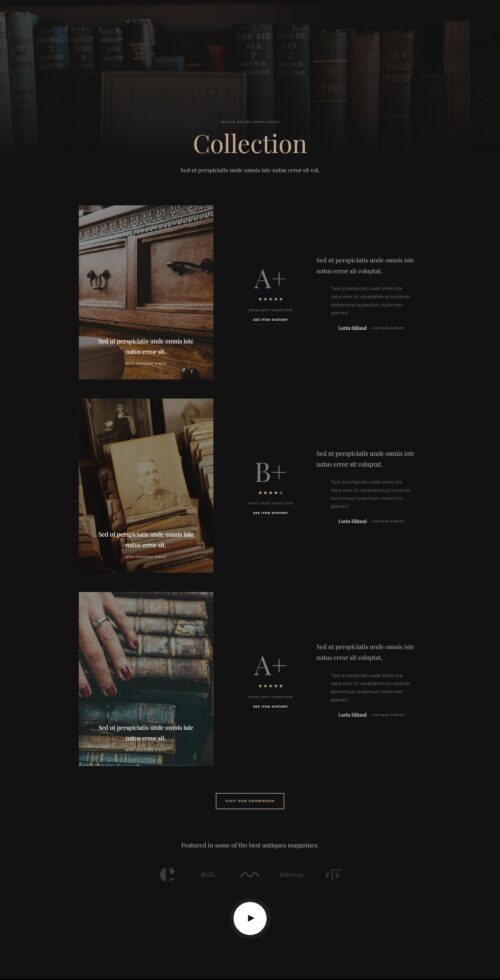 THE BIG
SIX
FLOWERS
ANTIQUE PIECES FROM LATEST
Collection
Sed ut perspiciatis unde omnis iste natus error sit vol.
Sed ut perspiciatis unde omnis iste
natus error sit.
19TH CENTURY PIECE
A+
★★★★★
EXCELLENT CONDITION
SEE ITEM HISTORY
Sed ut perspiciatis unde omnis iste
natus error sit voluptat.
"Sed ut perspiciatis unde omnis iste
natus error sit voluptatem accusantium
doloremque laudantium, totam rem
aperiam."
Lorin Eklund
ANTIQUE EXPERT
Sed ut perspiciatis unde omnis iste
natus error sit.
19TH CENTURY PIECE
B+
★★★★☆
VERY GOOD CONDITION
SEE ITEM HISTORY
Sed ut perspiciatis unde omnis iste
natus error sit voluptat.
"Sed ut perspiciatis unde omnis iste
natus error sit voluptatem accusantium
doloremque laudantium, totam rem
aperiam."
Lorin Eklund
ANTIQUE EXPERT
Sed ut perspiciatis unde omnis iste
natus error sit.
A+
★★★★★
EXCELLENT CONDITION
SEE ITEM HISTORY
Sed ut perspiciatis unde omnis iste
natus error sit voluptat.
"Sed ut perspiciatis unde omnis iste
natus error sit voluptatem accusantium
doloremque laudantium, totam rem
aperiam."
Lorin Eklund
ANTIQUE EXPERT
VISIT OUR SHOWROOM
Featured in some of the best antiques magazines.